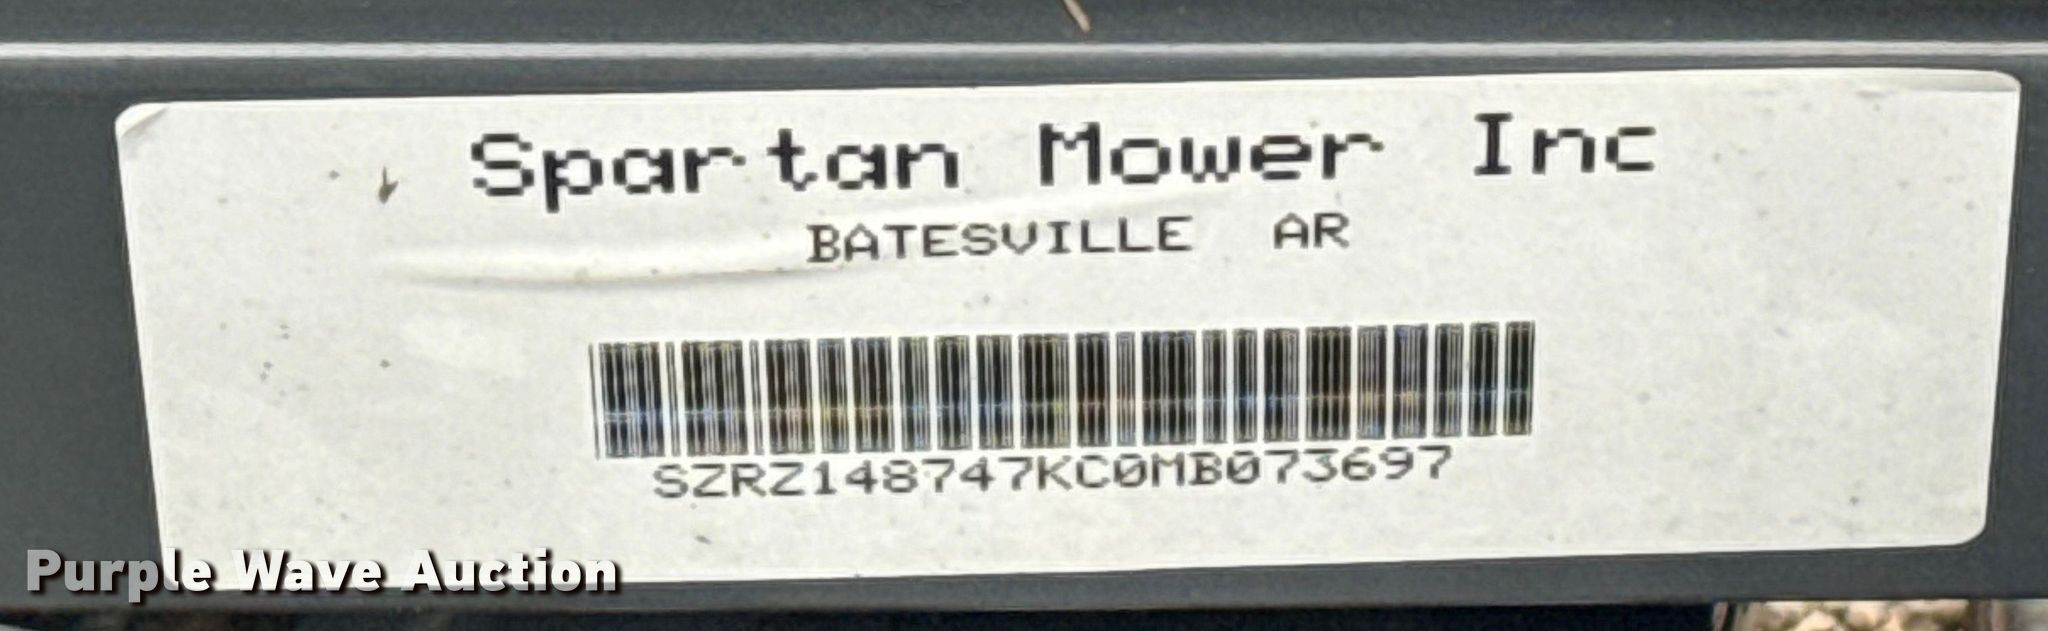 Spartan Mower Inc
BATESVILLE AR
SZRZ148747KC0MB073697
Purple Wave Auction